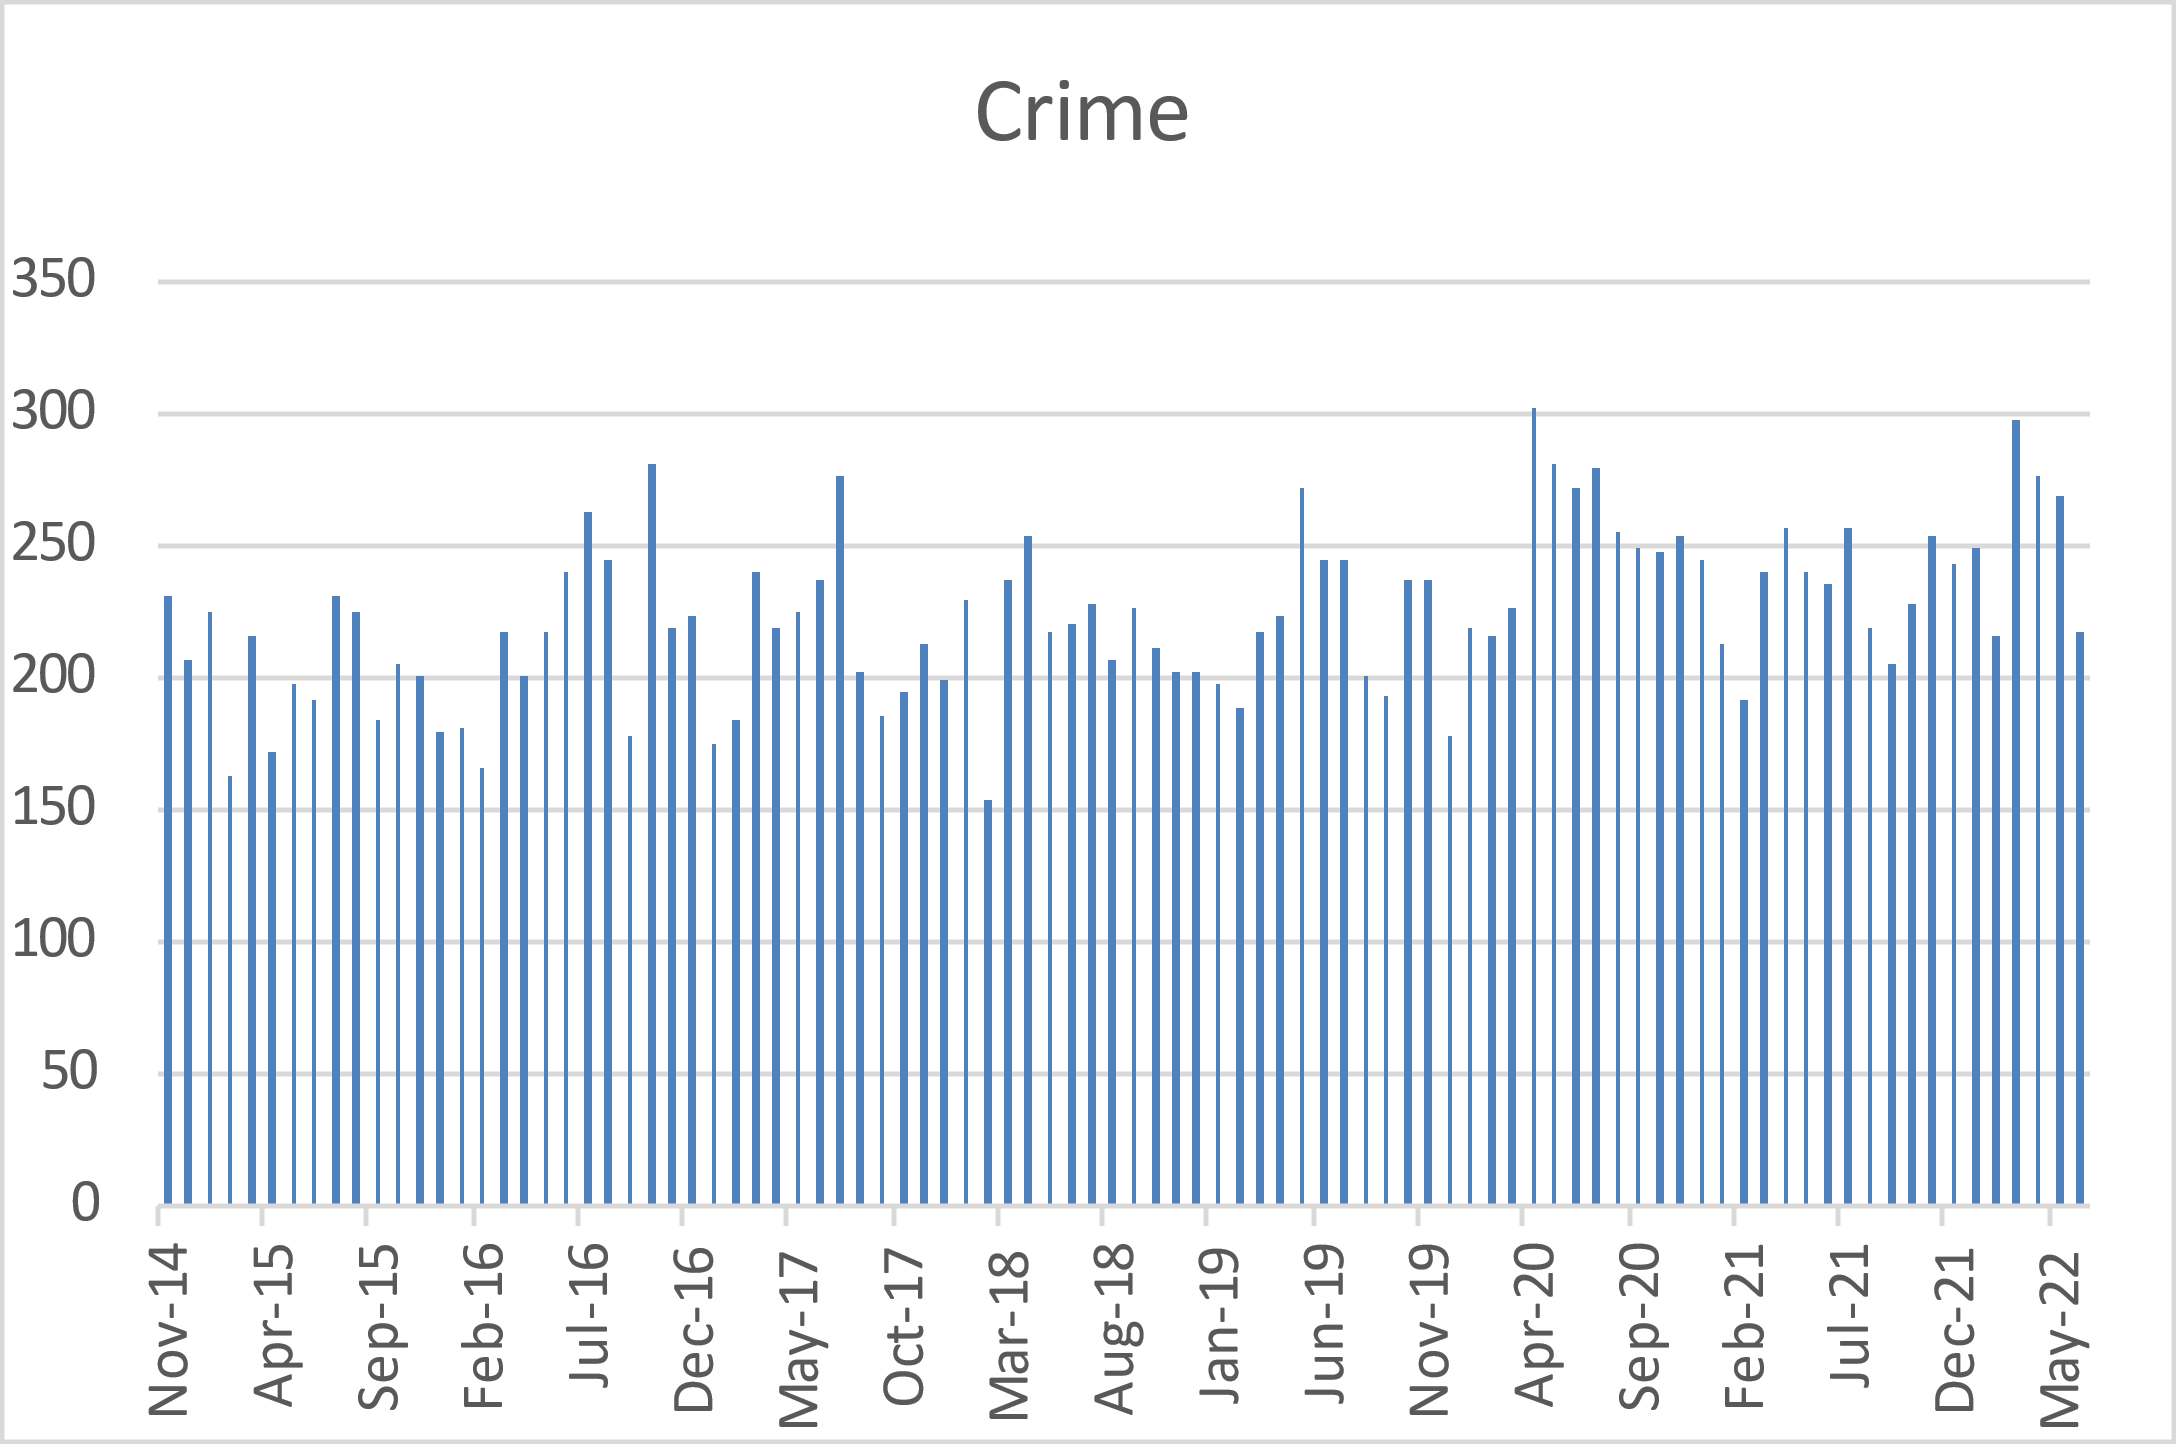 Crime
350
300
250
200
150
100
50
0
Nov-14
Apr-15
Sep-15
Feb-16
Jul-16
Dec-16
May-17
Oct-17
Mar-18
Aug-18
Jan-19
Jun-19
Nov-19
Apr-20
Sep-20
Feb-21
Jul-21
Dec-21
May-22